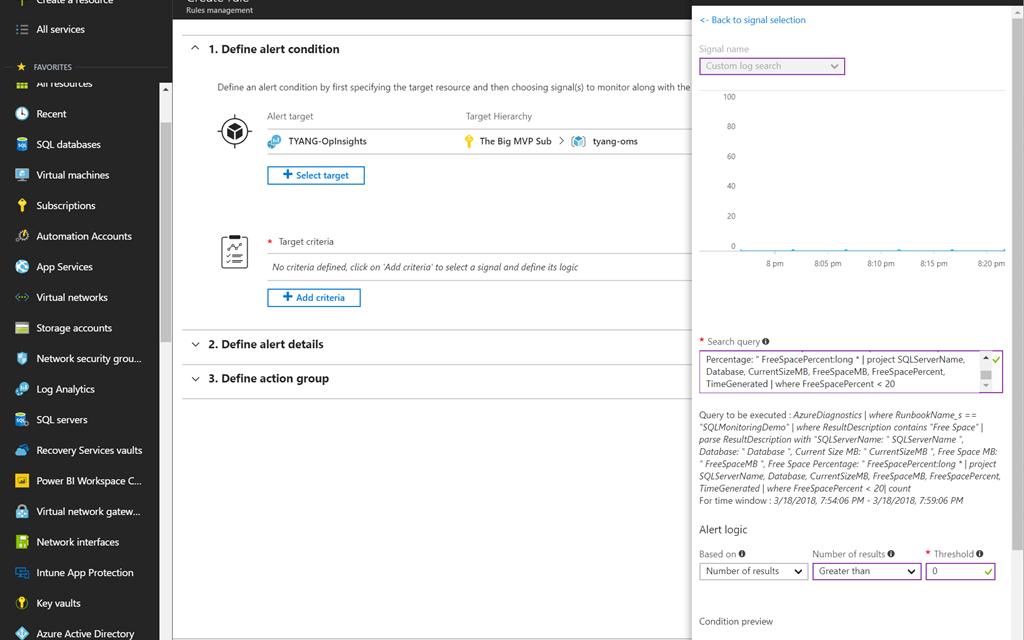 Create a resource
All services
FAVORITES
All resources
Recent
SQL databases
Virtual machines
Subscriptions
Automation Accounts
App Services
Virtual networks
Storage accounts
Network security grou...
Log Analytics
SQL servers
Recovery Services vaults
Power BI Workspace C...
Virtual network gatew...
Network interfaces
Intune App Protection
Key vaults
Azure Active Directory
Create rule
Rules management
1. Define alert condition
Define an alert condition by first specifying the target resource and then choosing signal(s) to monitor along with the
Alert target
Target Hierarchy
TYANG-OpInsights
The Big MVP Sub > tyang-oms
+ Select target
* Target criteria
No criteria defined, click on 'Add criteria' to select a signal and define its logic
+ Add criteria
2. Define alert details
3. Define action group
<- Back to signal selection
Signal name
Custom log search
100
80
60
40
20
0
8 pm 8:05 pm 8:10 pm 8:15 pm 8:20 pm
* Search query
Percentage: " FreeSpacePercent:long * | project SQLServerName,
Database, CurrentSizeMB, FreeSpaceMB, FreeSpacePercent,
TimeGenerated | where FreeSpacePercent < 20
Query to be executed : AzureDiagnostics | where RunbookName_s ==
"SQLMonitoringDemo" | where ResultDescription contains "Free Space" |
parse ResultDescription with "SQLServerName: " SQLServerName ",
Database: " Database ", Current Size MB: " CurrentSizeMB ", Free Space MB:
" FreeSpaceMB ", Free Space Percentage: " FreeSpacePercent:long * | project
SQLServerName, Database, CurrentSizeMB, FreeSpaceMB, FreeSpacePercent,
TimeGenerated | where FreeSpacePercent < 20| count
For time window : 3/18/2018, 7:54:06 PM - 3/18/2018, 7:59:06 PM
Alert logic
Based on
Number of results
* Threshold
Number of results
Greater than
0
Condition preview